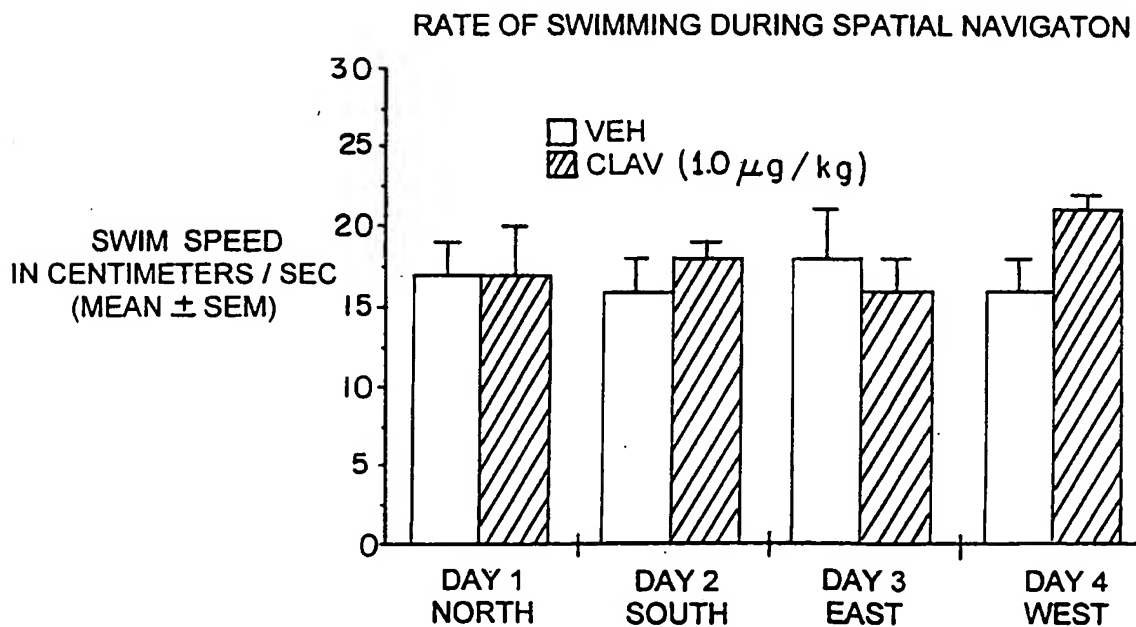 RATE OF SWIMMING DURING SPATIAL NAVIGATON
30
25
20
15
10
5
0
VEH
CLAV (1.0 μg/kg)
SWIM SPEED
IN CENTIMETERS / SEC
(MEAN ± SEM)
DAY 1
NORTH
DAY 2
SOUTH
DAY 3
EAST
DAY 4
WEST